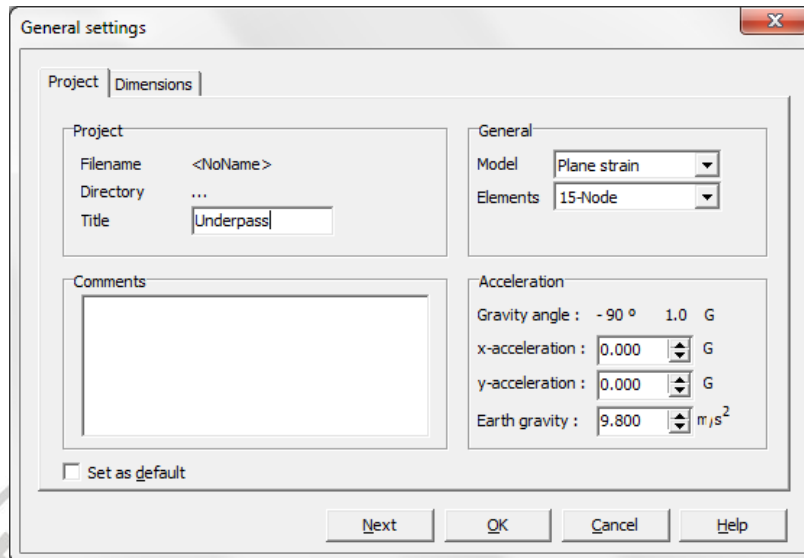 General settings
Project Dimensions
Project
Filename <NoName>
Directory ...
Title Underpass
General
Model Plane strain
Elements 15-Node
Comments
Acceleration
Gravity angle : - 90 º 1.0 G
x-acceleration : 0.000 G
y-acceleration : 0.000 G
Earth gravity : 9.800 m/s²
Set as default
Next OK Cancel Help